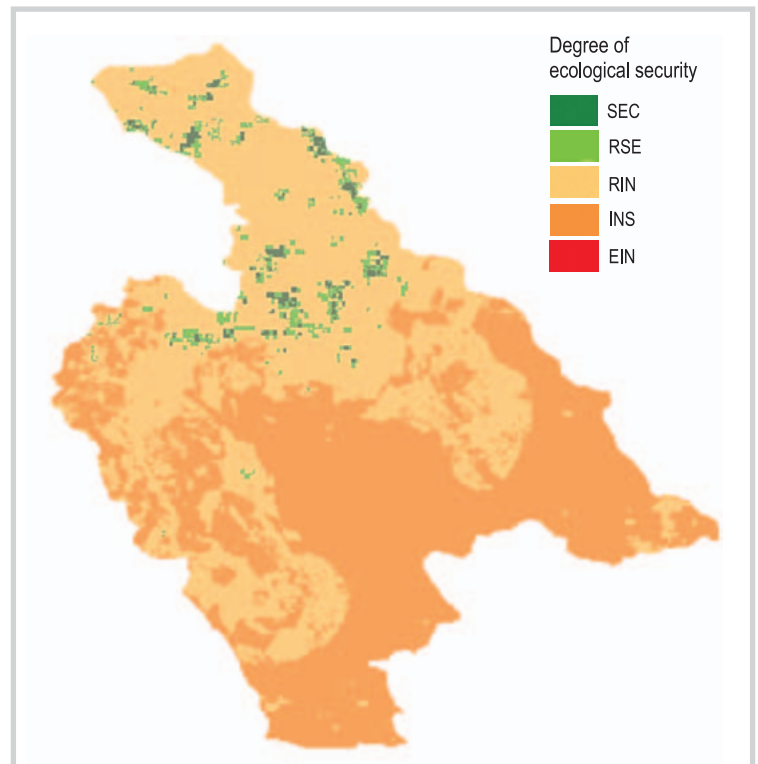 Degree of
ecological security
SEC
RSE
RIN
INS
EIN